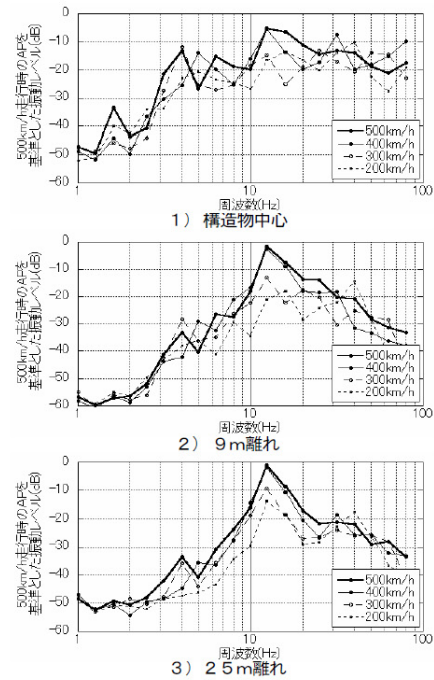 500km/h走行時のAPを
基準とした振動レベル(dB)
0
-10
-20
-30
-40
-50
-60
1
10
100
周波数(Hz)
500km/h
400km/h
300km/h
200km/h
1） 構造物中心
500km/h走行時のAPを
基準とした振動レベル(dB)
0
-10
-20
-30
-40
-50
-60
1
10
100
周波数(Hz)
500km/h
400km/h
300km/h
200km/h
2） 9m離れ
500km/h走行時のAPを
基準とした振動レベル(dB)
0
-10
-20
-30
-40
-50
-60
1
10
100
周波数(Hz)
500km/h
400km/h
300km/h
200km/h
3） 25m離れ